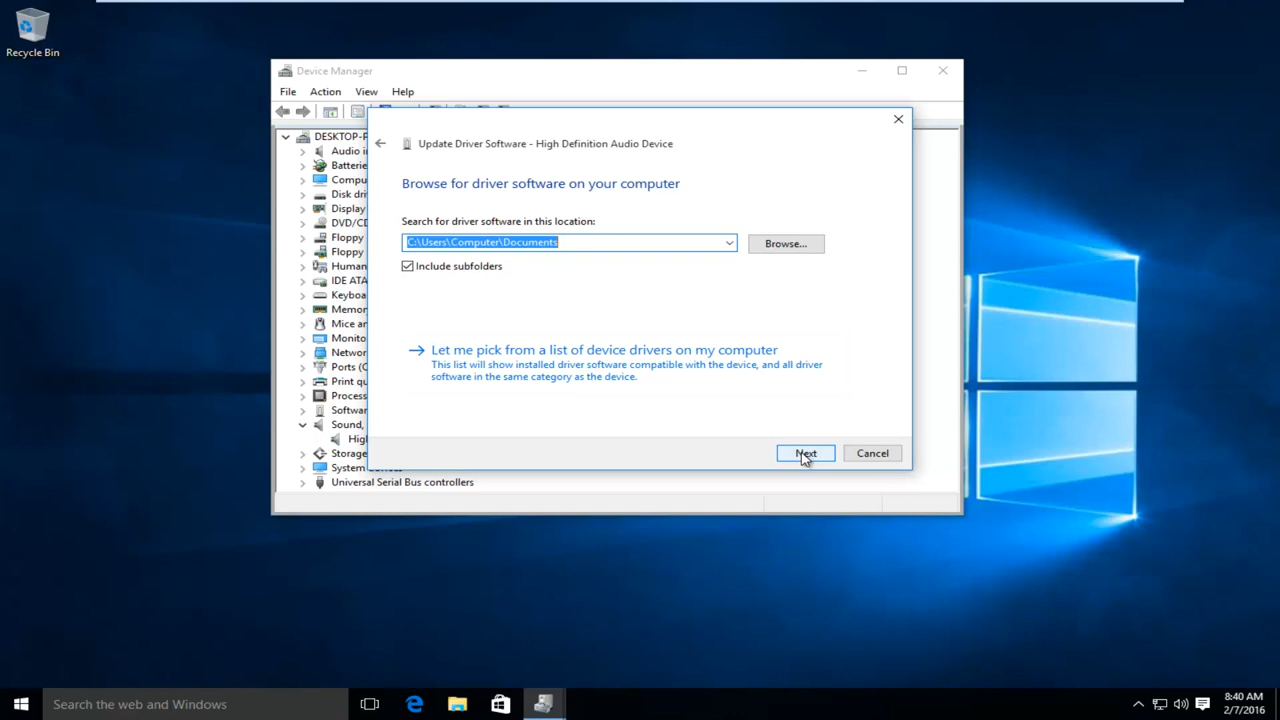 Recycle Bin
Device Manager
File Action View Help
Update Driver Software - High Definition Audio Device
Browse for driver software on your computer
Search for driver software in this location:
C:\Users\Computer\Documents
Browse...
Include subfolders
Let me pick from a list of device drivers on my computer
This list will show installed driver software compatible with the device, and all driver
software in the same category as the device.
Next Cancel
DESKTOP-
Audio
Batterie
Compu
Disk dri
Display
DVD/CD
Floppy
Floppy
Human
IDE ATA
Keyboa
Memor
Mice an
Monito
Networ
Ports (C
Print qu
Process
Softwar
Sound,
High
Storage
System
Universal Serial Bus controllers
Search the web and Windows
8:40 AM
2/7/2016